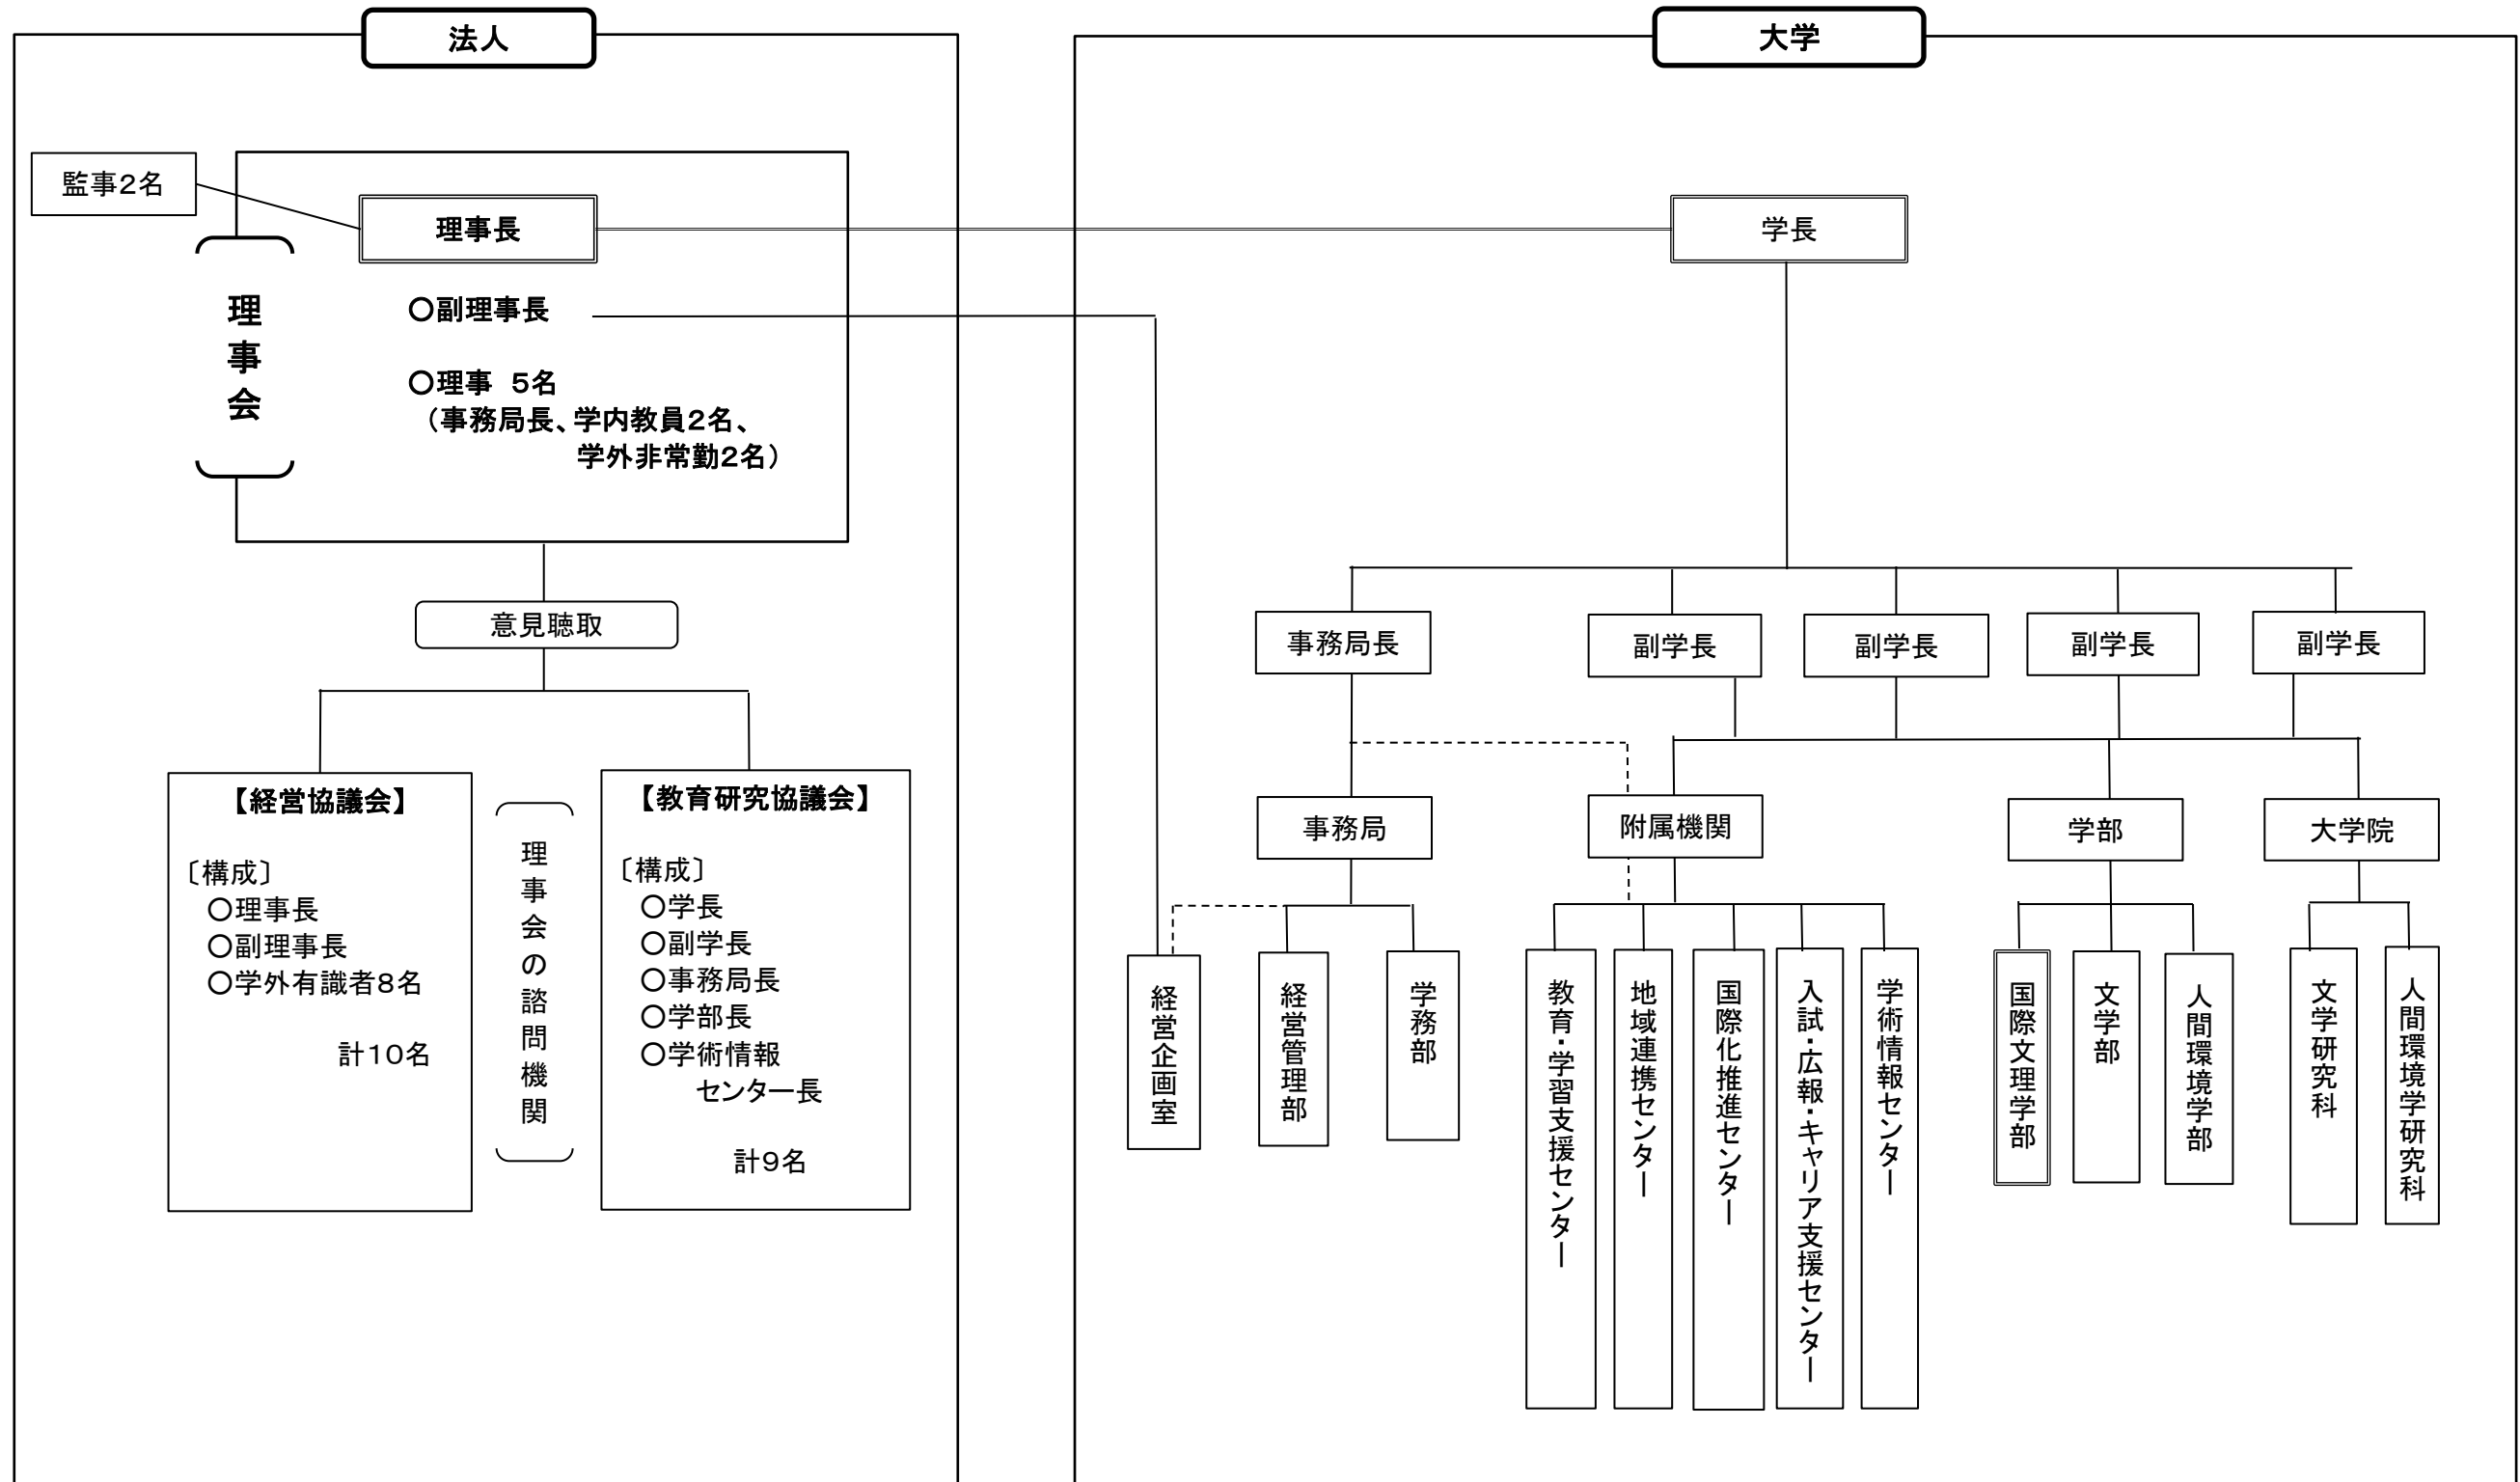 法人
監事2名
理事長
理事会
○副理事長
○理事 5名
（事務局長、学内教員2名、
学外非常勤2名）
意見聴取
【経営協議会】
〔構成〕
○理事長
○副理事長
○学外有識者8名
計10名
理事会の諮問機関
【教育研究協議会】
〔構成〕
○学長
○副学長
○事務局長
○学部長
○学術情報
センター長
計9名
大学
学長
事務局長
副学長
副学長
副学長
副学長
事務局
附属機関
学部
大学院
経営企画室
経営管理部
学務部
教育・学習支援センター
地域連携センター
国際化推進センター
入試・広報・キャリア支援センター
学術情報センター
国際文理学部
文学部
人間環境学部
文学研究科
人間環境学研究科